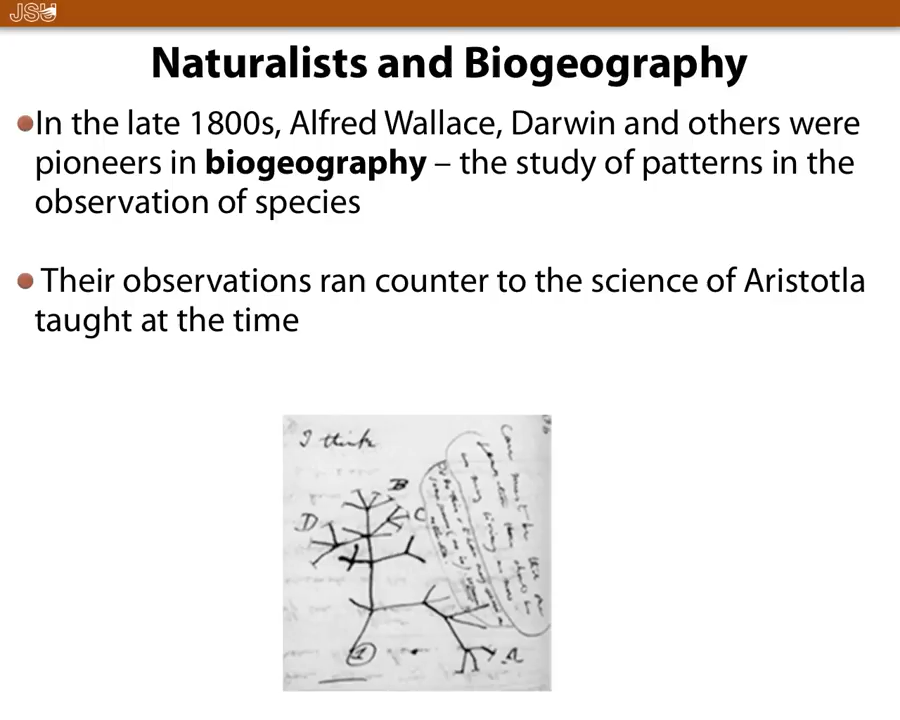 JSU
Naturalists and Biogeography
In the late 1800s, Alfred Wallace, Darwin and others were
pioneers in biogeography – the study of patterns in the
observation of species
Their observations ran counter to the science of Aristotla
taught at the time
I think
B
D
C
1
A